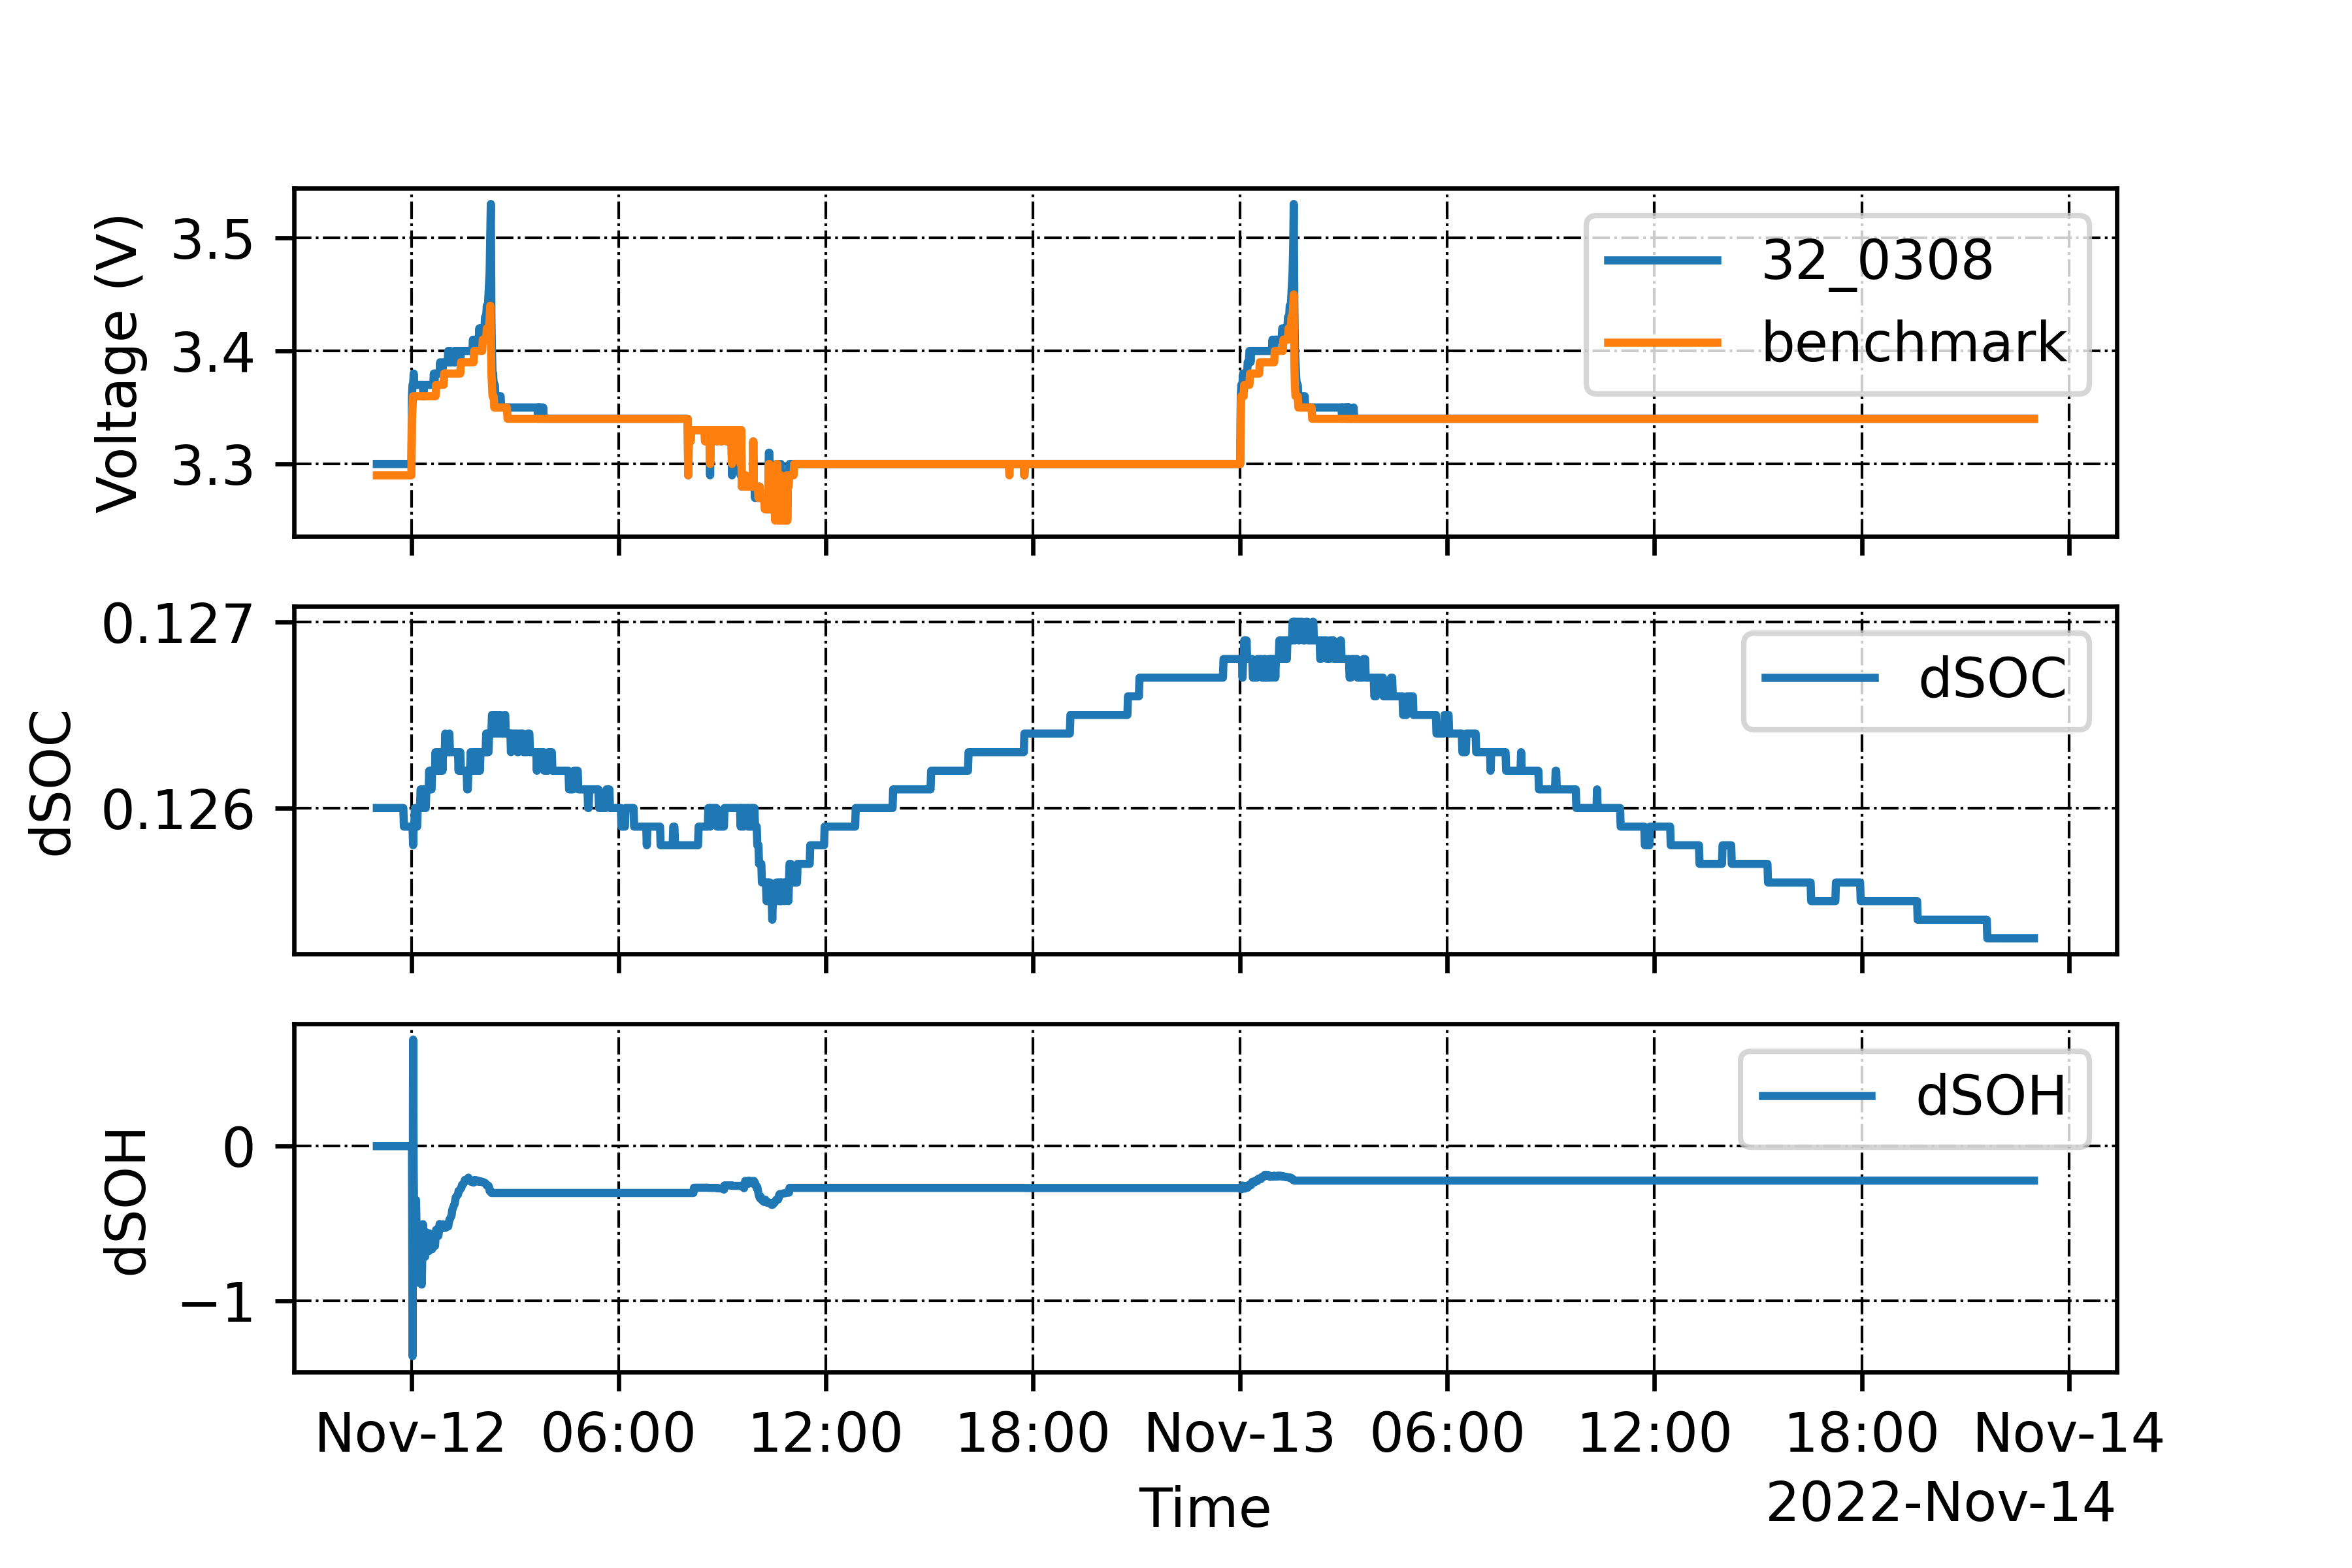 Voltage (V)
3.5
3.4
3.3
32_0308
benchmark
dSOC
0.127
0.126
dSOC
dSOH
0
−1
dSOH
Nov-12 06:00 12:00 18:00 Nov-13 06:00 12:00 18:00 Nov-14
Time
2022-Nov-14